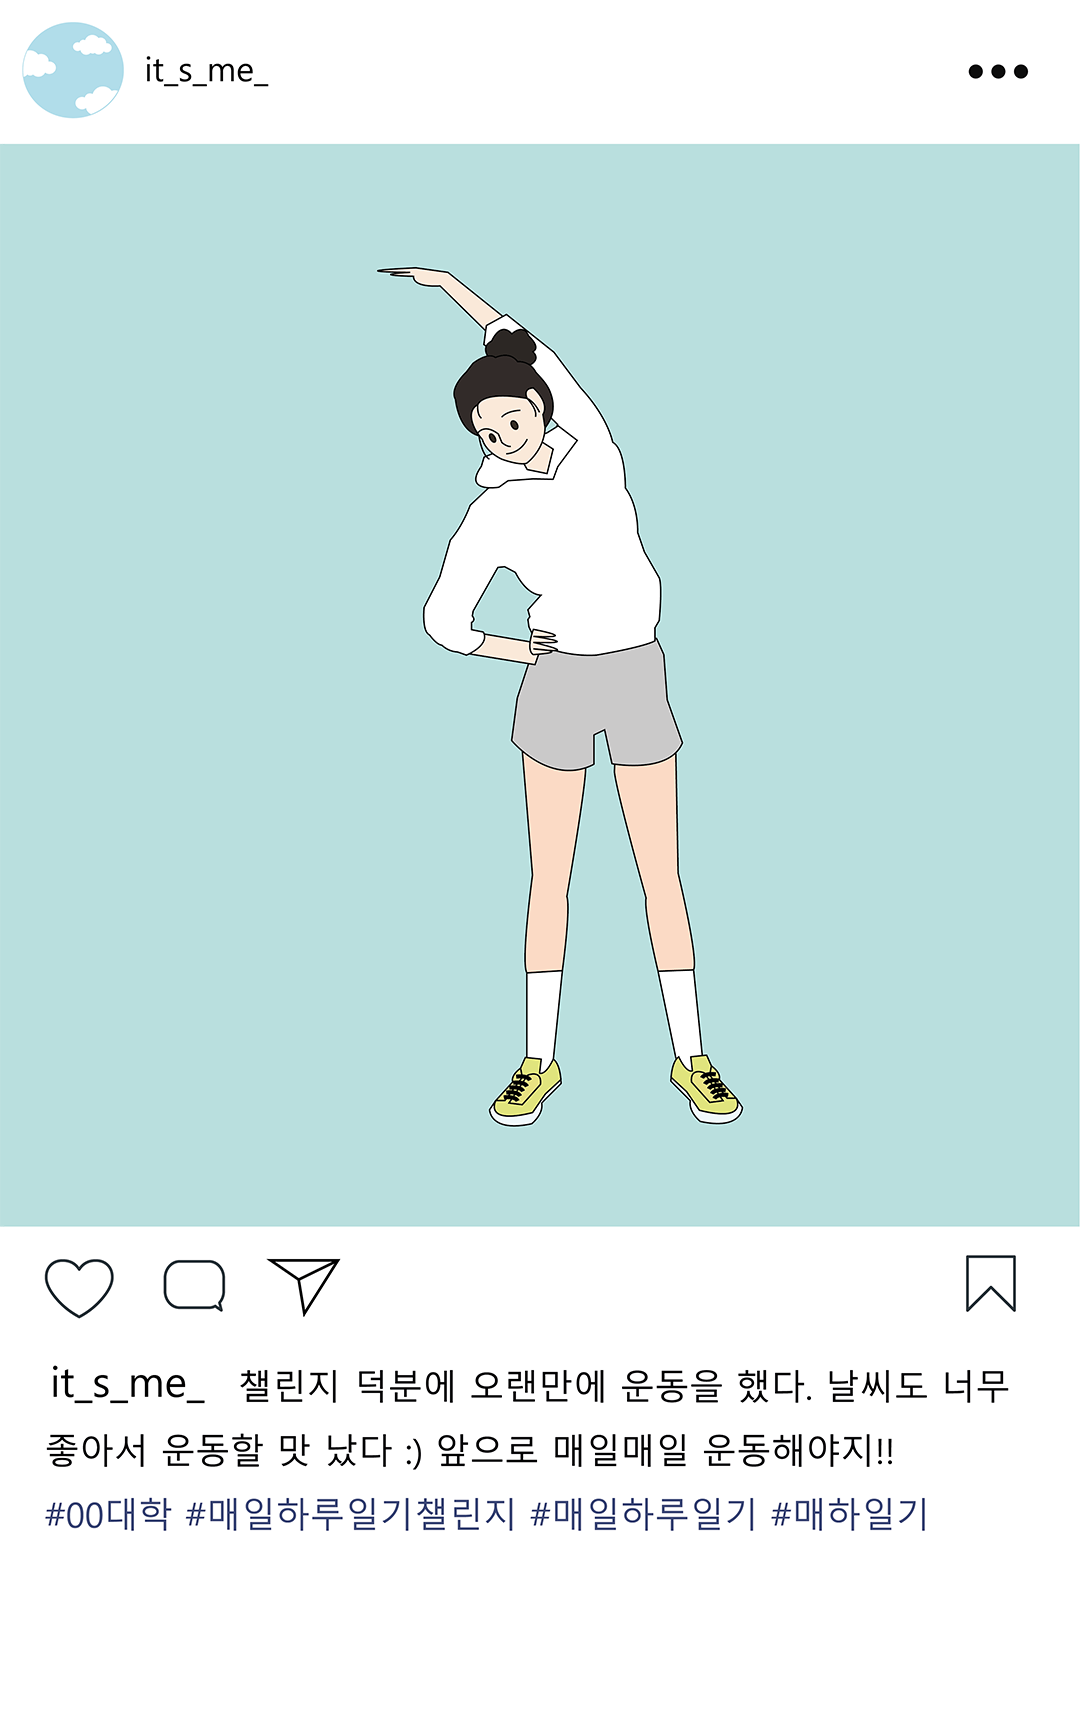 it_s_me_
it_s_me_ 챌린지 덕분에 오랜만에 운동을 했다. 날씨도 너무
좋아서 운동할 맛 났다 :) 앞으로 매일매일 운동해야지!!
#00대학 #매일하루일기챌린지 #매일하루일기 #매하일기